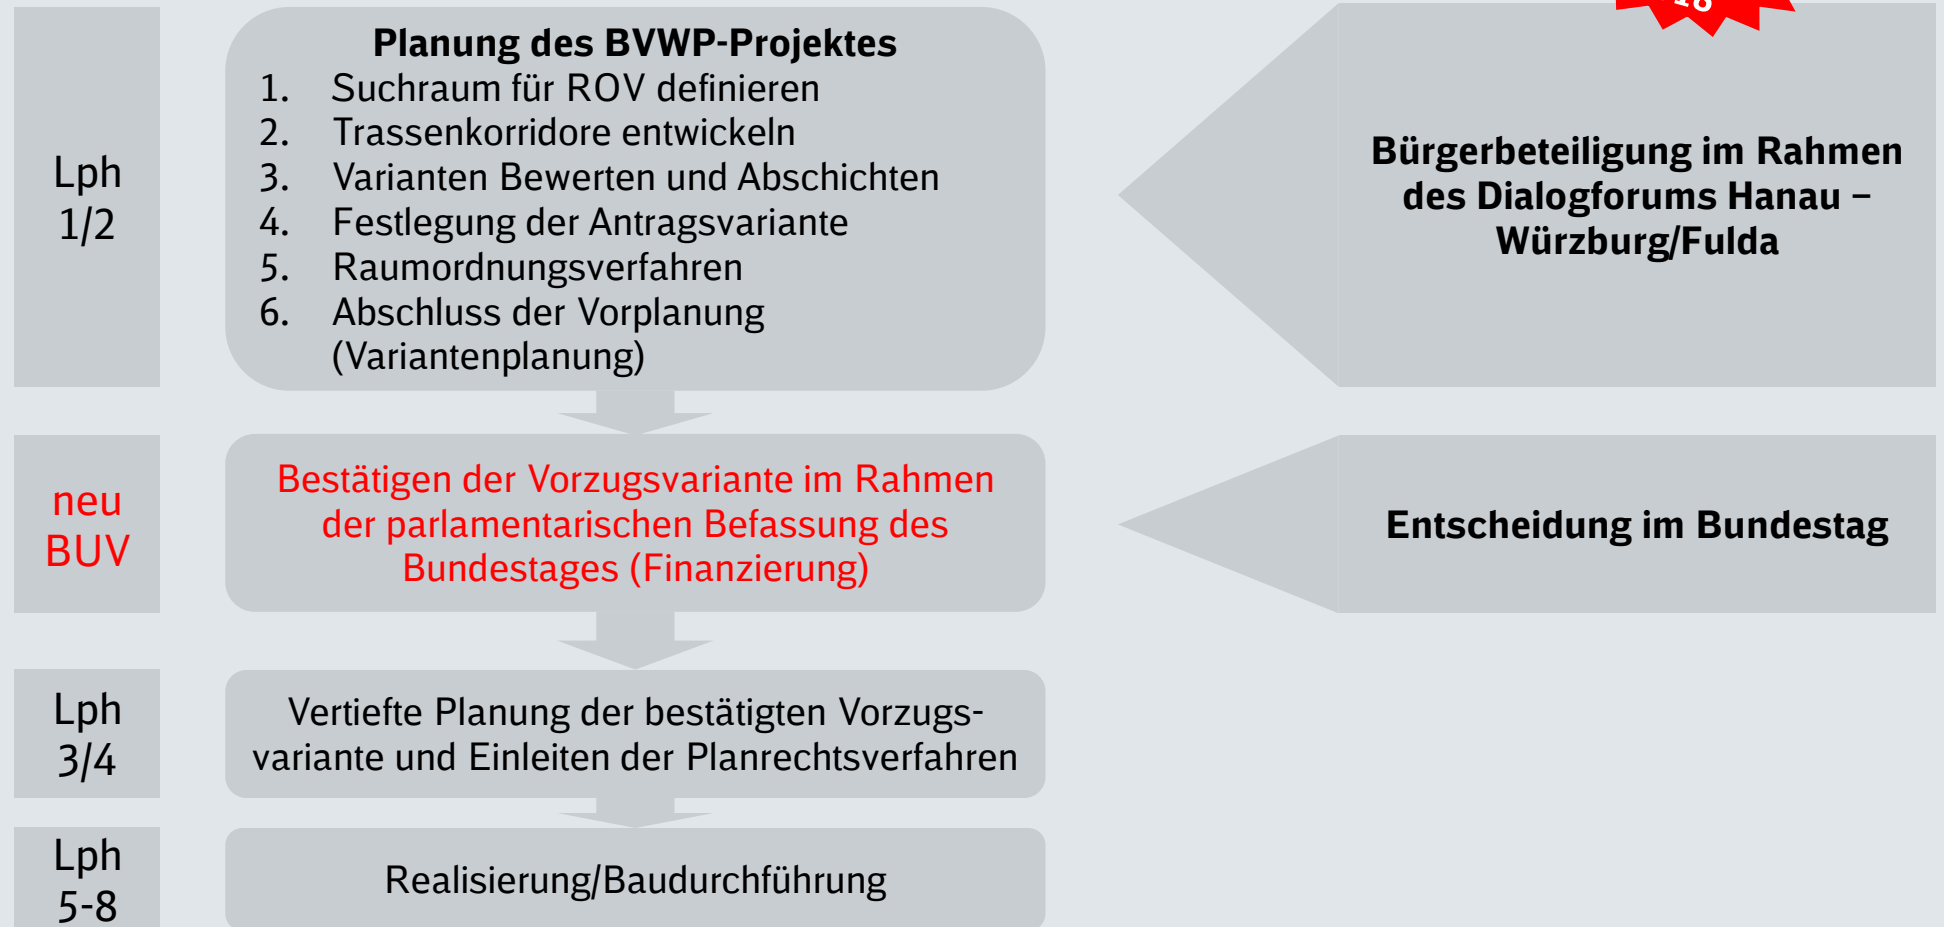 Lph
1/2
Planung des BVWP-Projektes
1. Suchraum für ROV definieren
2. Trassenkorridore entwickeln
3. Varianten Bewerten und Abschichten
4. Festlegung der Antragsvariante
5. Raumordnungsverfahren
6. Abschluss der Vorplanung
(Variantenplanung)
Bürgerbeteiligung im Rahmen
des Dialogforums Hanau –
Würzburg/Fulda
neu
BUV
Bestätigen der Vorzugsvariante im Rahmen
der parlamentarischen Befassung des
Bundestages (Finanzierung)
Entscheidung im Bundestag
Lph
3/4
Vertiefte Planung der bestätigten Vorzugs-
variante und Einleiten der Planrechtsverfahren
Lph
5-8
Realisierung/Baudurchführung